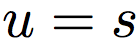 u = s